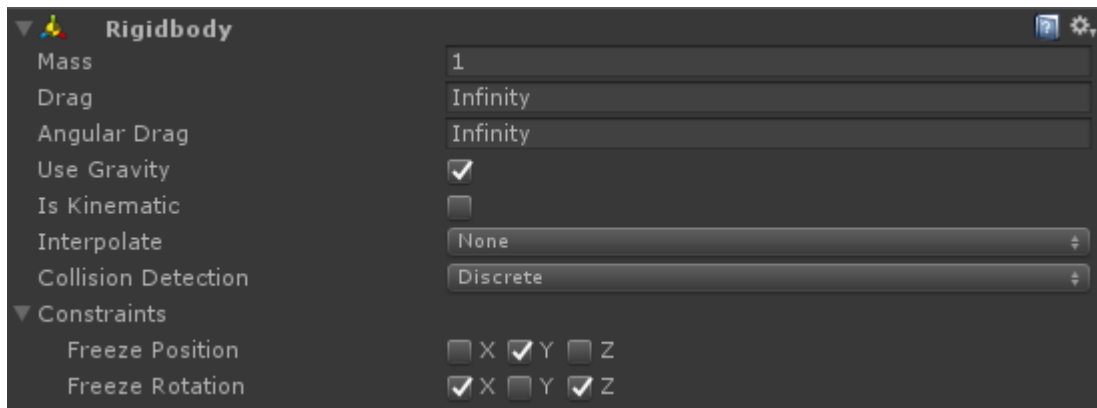 Rigidbody
Mass 1
Drag Infinity
Angular Drag Infinity
Use Gravity
Is Kinematic
Interpolate None
Collision Detection Discrete
Constraints
Freeze Position X Y Z
Freeze Rotation X Y Z